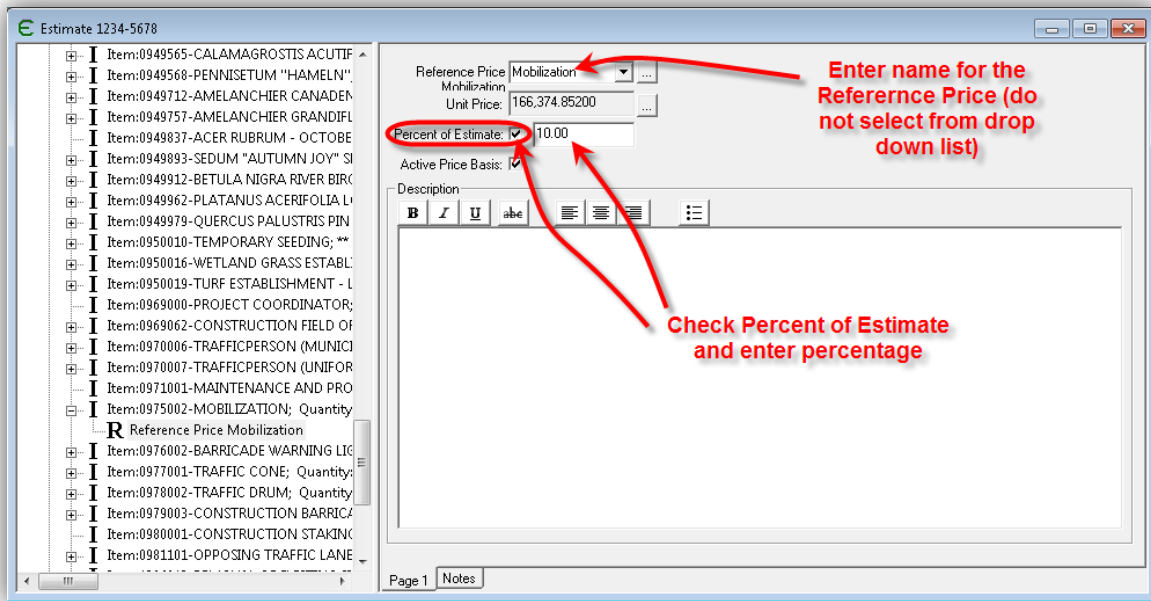 Estimate 1234-5678
Item:0949565-CALAMAGROSTIS ACUTIF
Item:0949568-PENNISETUM "HAMELN"
Item:0949712-AMELANCHIER CANADEN
Item:0949757-AMELANCHIER GRANDIFL
Item:0949837-ACER RUBRUM - OCTOBE
Item:0949893-SEDUM "AUTUMN JOY" S
Item:0949912-BETULA NIGRA RIVER BIRC
Item:0949962-PLATANUS ACERIFOLIA L
Item:0949979-QUERCUS PALUSTRIS PIN
Item:0950010-TEMPORARY SEEDING; **
Item:0950016-WETLAND GRASS ESTABL
Item:0950019-TURF ESTABLISHMENT - L
Item:0969000-PROJECT COORDINATOR;
Item:0969062-CONSTRUCTION FIELD OF
Item:0970006-TRAFFICPERSON (MUNICI
Item:0970007-TRAFFICPERSON (UNIFOR
Item:0971001-MAINTENANCE AND PRO
Item:0975002-MOBILIZATION; Quantity
R Reference Price Mobilization
Item:0976002-BARRICADE WARNING LIG
Item:0977001-TRAFFIC CONE; Quantity:
Item:0978002-TRAFFIC DRUM; Quantity
Item:0979003-CONSTRUCTION BARRICA
Item:0980001-CONSTRUCTION STAKING
Item:0981101-OPPOSING TRAFFIC LANE
Reference Price Mobilization ...
Mobilization
Unit Price: 166,374.85200 ...
Percent of Estimate: 10.00
Active Price Basis:
Description
B I U abc
Enter name for the
Referernce Price (do
not select from drop
down list)
Check Percent of Estimate
and enter percentage
Page 1 Notes